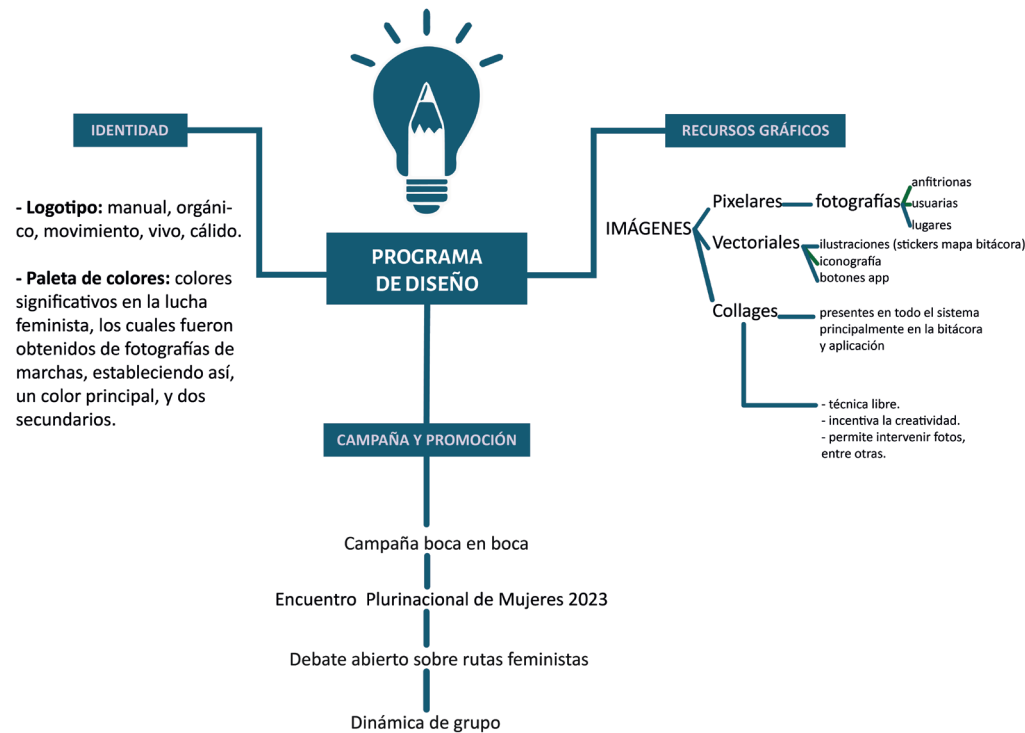 IDENTIDAD
- Logotipo: manual, orgáni-
co, movimiento, vivo, cálido.
- Paleta de colores: colores
significativos en la lucha
feminista, los cuales fueron
obtenidos de fotografías de
marchas, estableciendo así,
un color principal, y dos
secundarios.
PROGRAMA
DE DISEÑO
RECURSOS GRÁFICOS
IMÁGENES
Pixelares
fotografías
anfitrionas
usuarias
lugares
Vectoriales
ilustraciones (stickers mapa bitácora)
iconografía
botones app
Collages
presentes en todo el sistema
principalmente en la bitácora
y aplicación
- técnica libre.
- incentiva la creatividad.
- permite intervenir fotos,
entre otras.
CAMPAÑA Y PROMOCIÓN
Campaña boca en boca
Encuentro  Plurinacional de Mujeres 2023
Debate abierto sobre rutas feministas
Dinámica de grupo